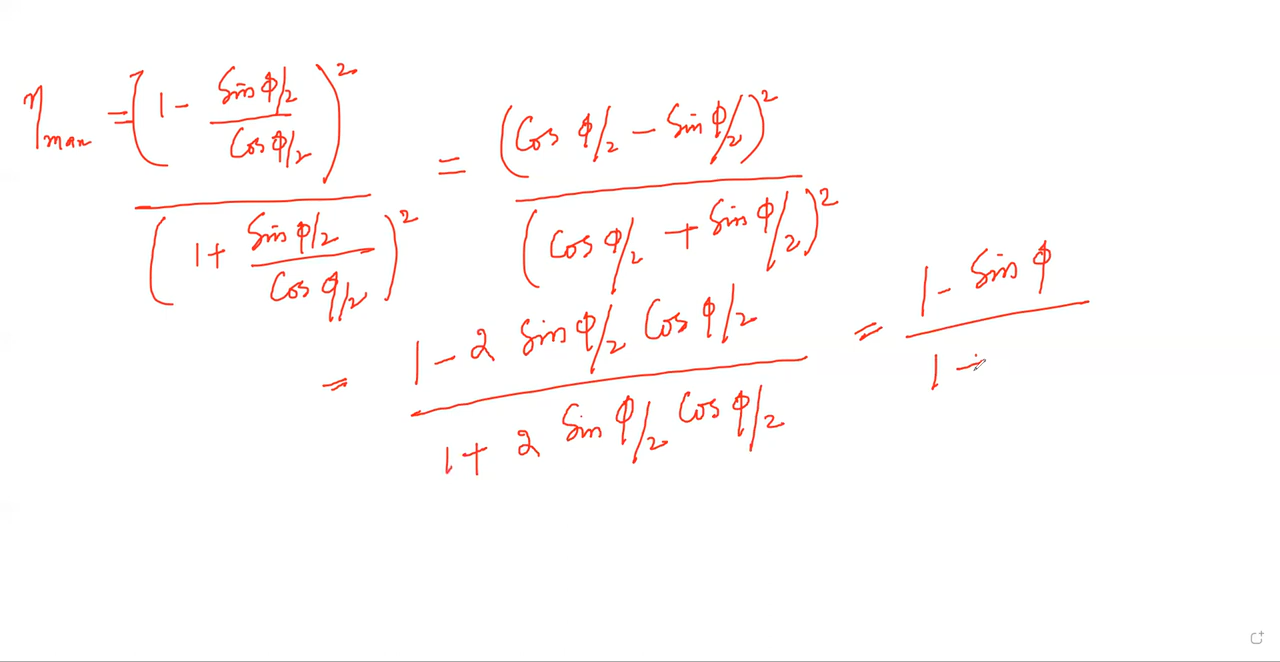 η_max = (1 - (Sin φ/2)/(Cos φ/2))² / (1 + (Sin φ/2)/(Cos φ/2))² = (Cos φ/2 - Sin φ/2)² / (Cos φ/2 + Sin φ/2)²
= (1 - 2 Sin φ/2 Cos φ/2) / (1 + 2 Sin φ/2 Cos φ/2) = (1 - Sin φ) / (1 -